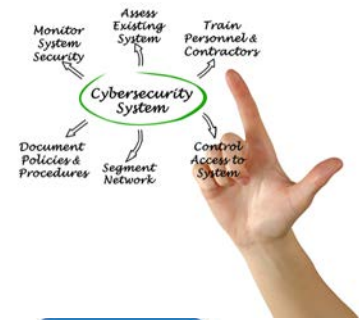 Monitor
System
Security
Assess
Existing
System
Train
Personnel &
Contractors
Cybersecurity
System
Document
Policies &
Procedures
Segment
Network
Control
Access to
System